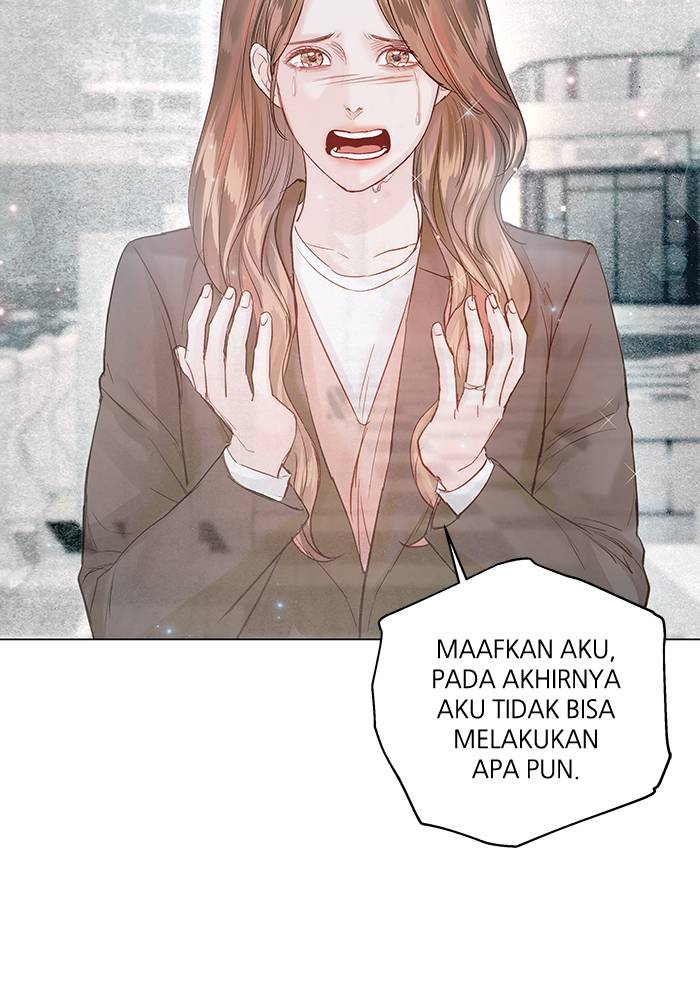 MAAFKAN AKU,
PADA AKHIRNYA
AKU TIDAK BISA
MELAKUKAN
APA PUN.